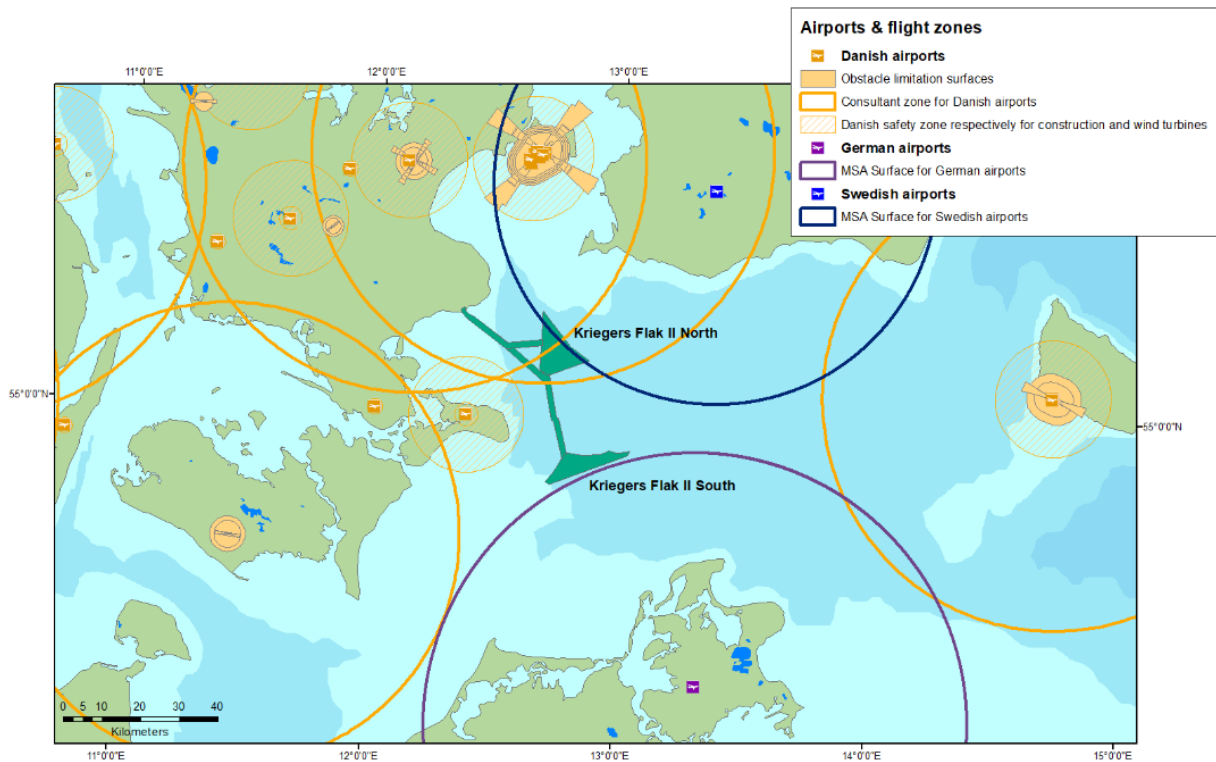 Airports & flight zones
Danish airports
Obstacle limitation surfaces
Consultant zone for Danish airports
Danish safety zone respectively for construction and wind turbines
German airports
MSA Surface for German airports
Swedish airports
MSA Surface for Swedish airports
11°0'0"E
12°0'0"E
13°0'0"E
Kriegers Flak II North
55°0'0"N
55°0'0"N
Kriegers Flak II South
0 5 10 20 30 40
Kilometers
11°0'0"E
12°0'0"E
13°0'0"E
14°0'0"E
15°0'0"E